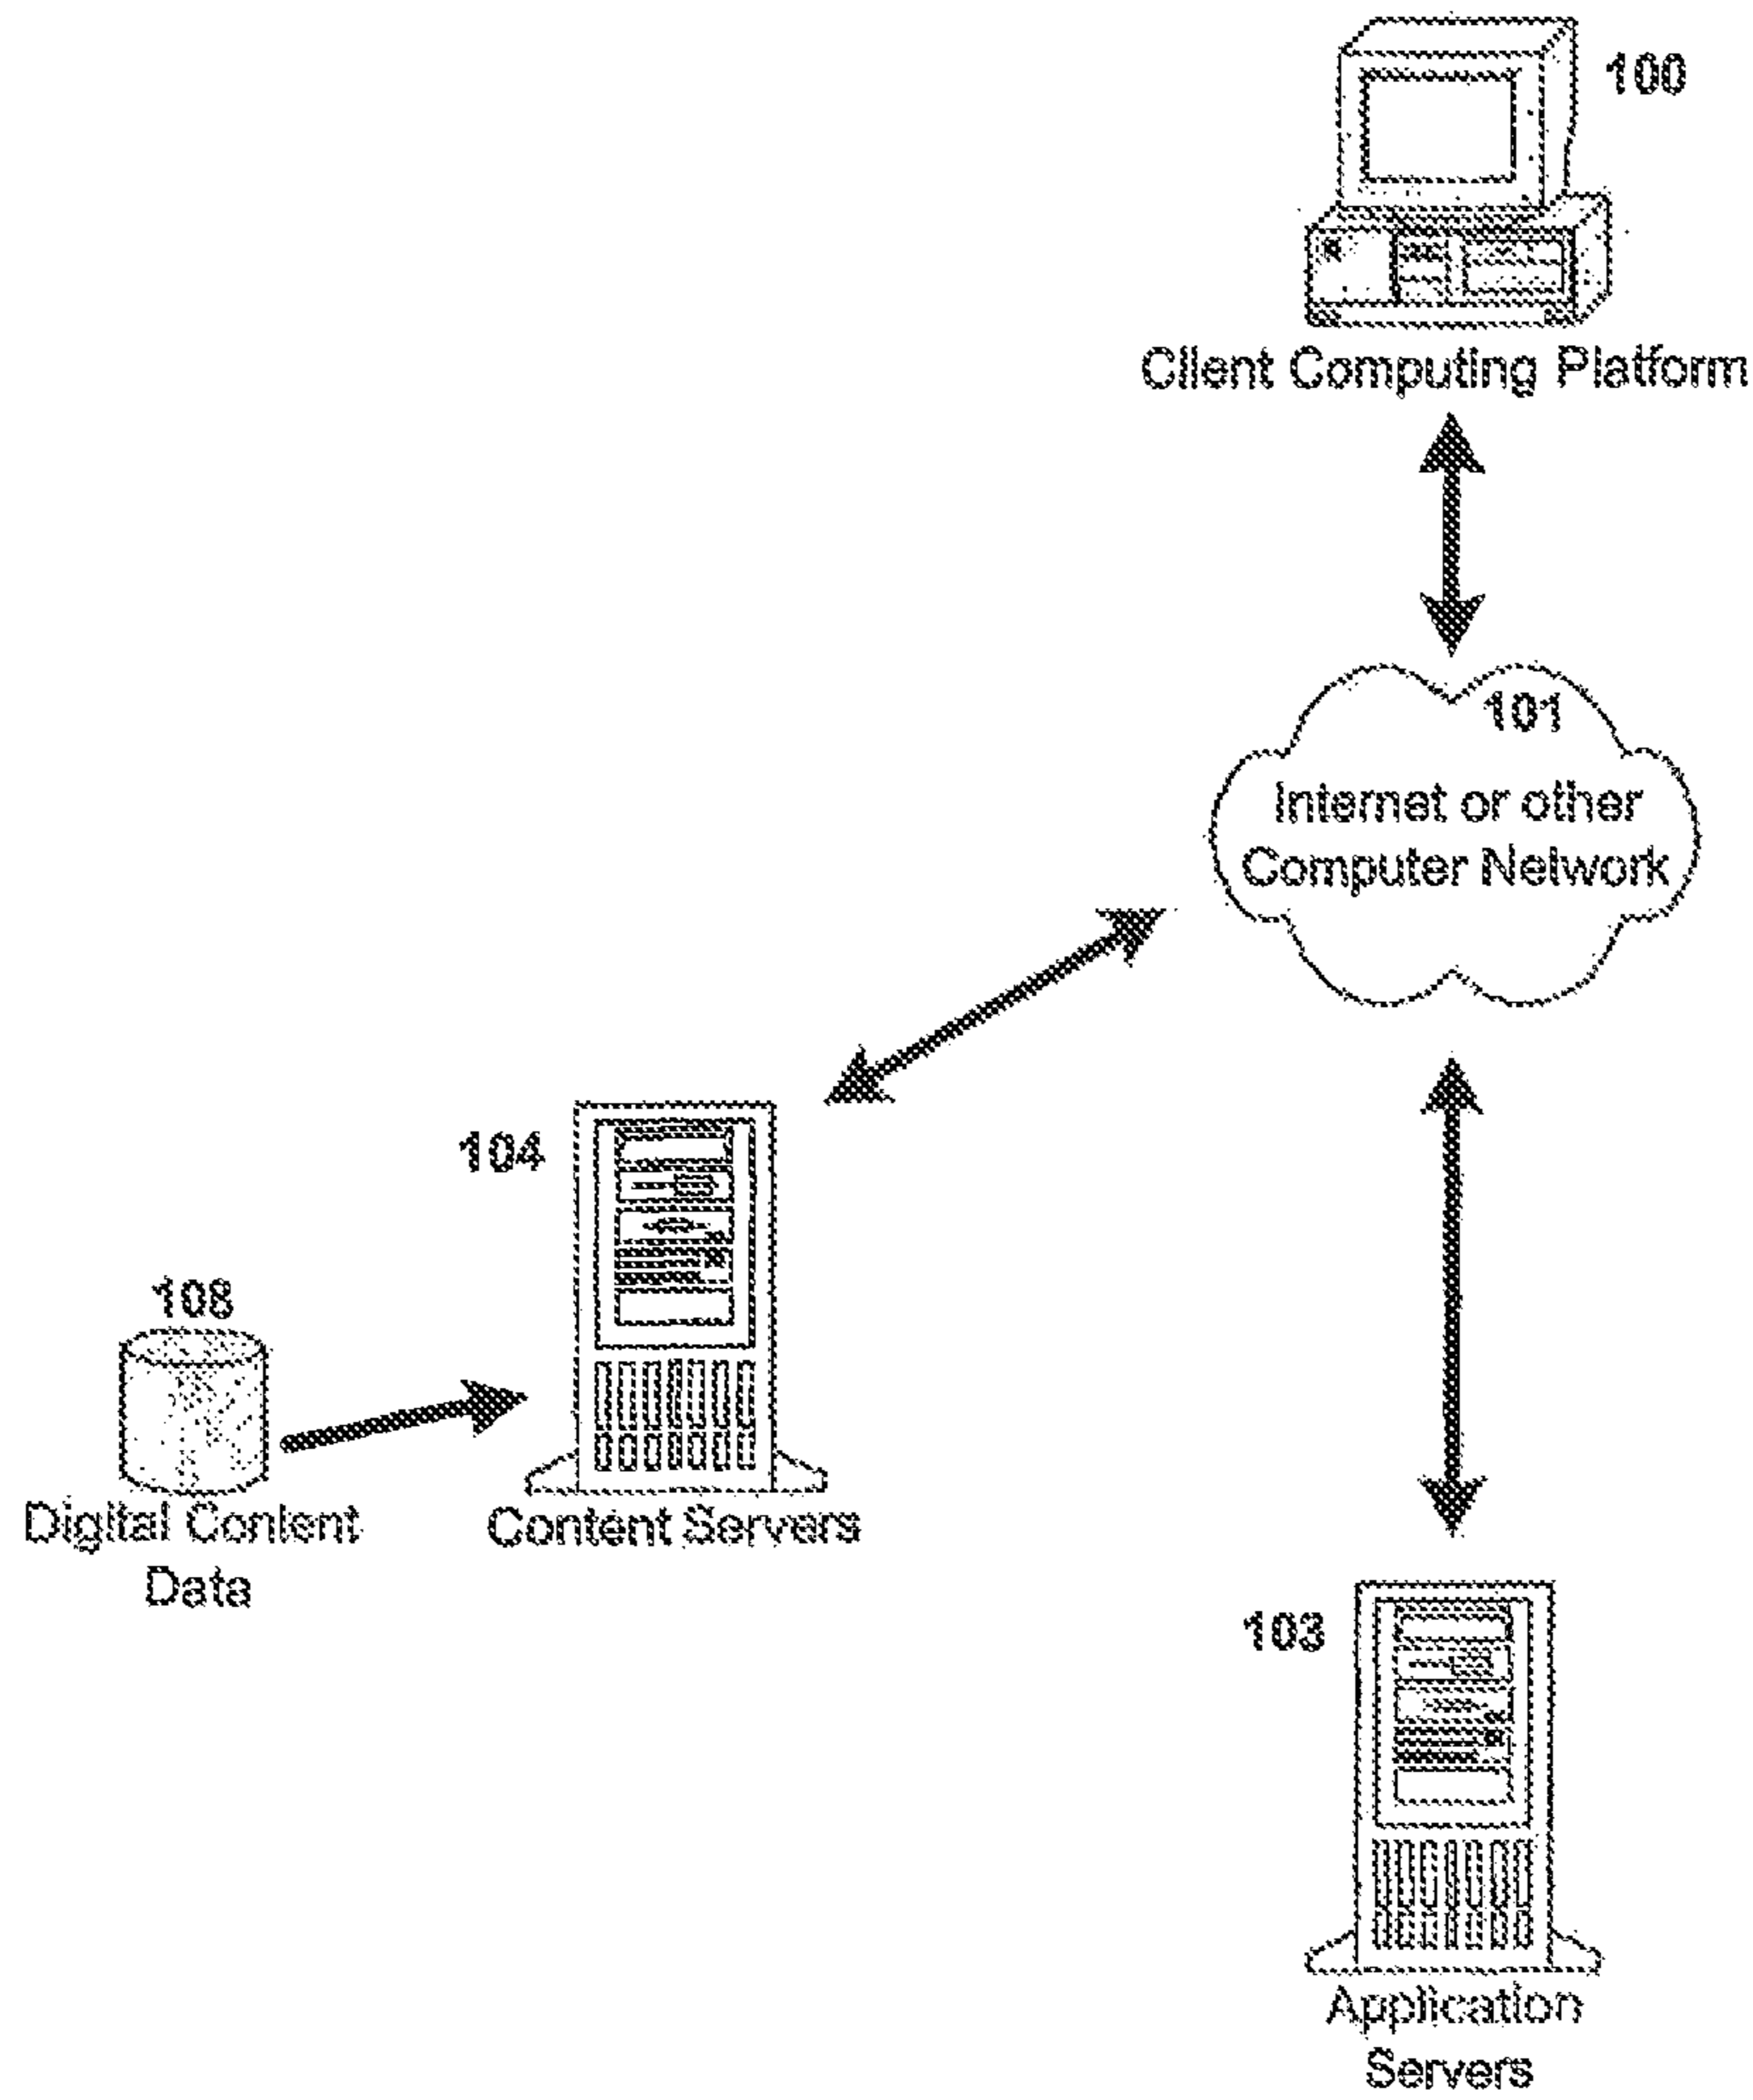 100
Client Computing Platform
101
Internet or other
Computer Network
104
108
Digital Content
Data
Content Servers
103
Application
Servers